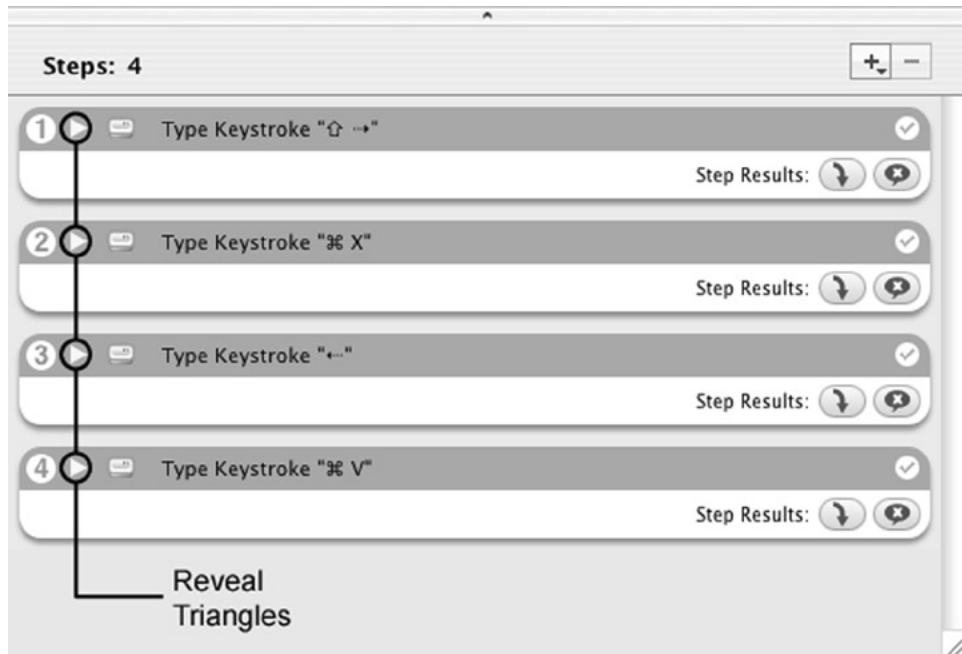 Steps: 4
1 Type Keystroke "⇧ ⇢"
Step Results:
2 Type Keystroke "⌘ X"
Step Results:
3 Type Keystroke "⇠"
Step Results:
4 Type Keystroke "⌘ V"
Step Results:
Reveal
Triangles